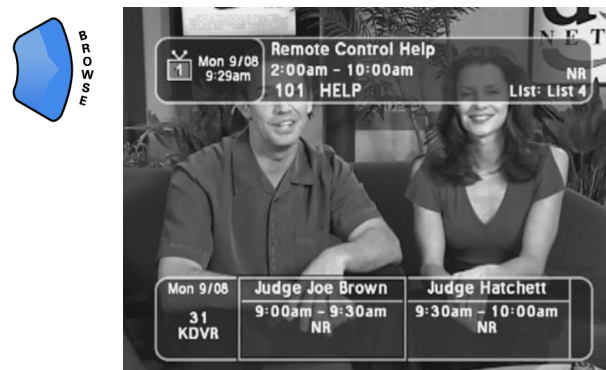 BROWSE
NET
Mon 9/08
9:29am
1
Remote Control Help
2:00am – 10:00am
101 HELP
NR
List: List 4
Mon 9/08
31
KDVR
Judge Joe Brown
9:00am – 9:30am
NR
Judge Hatchett
9:30am – 10:00am
NR